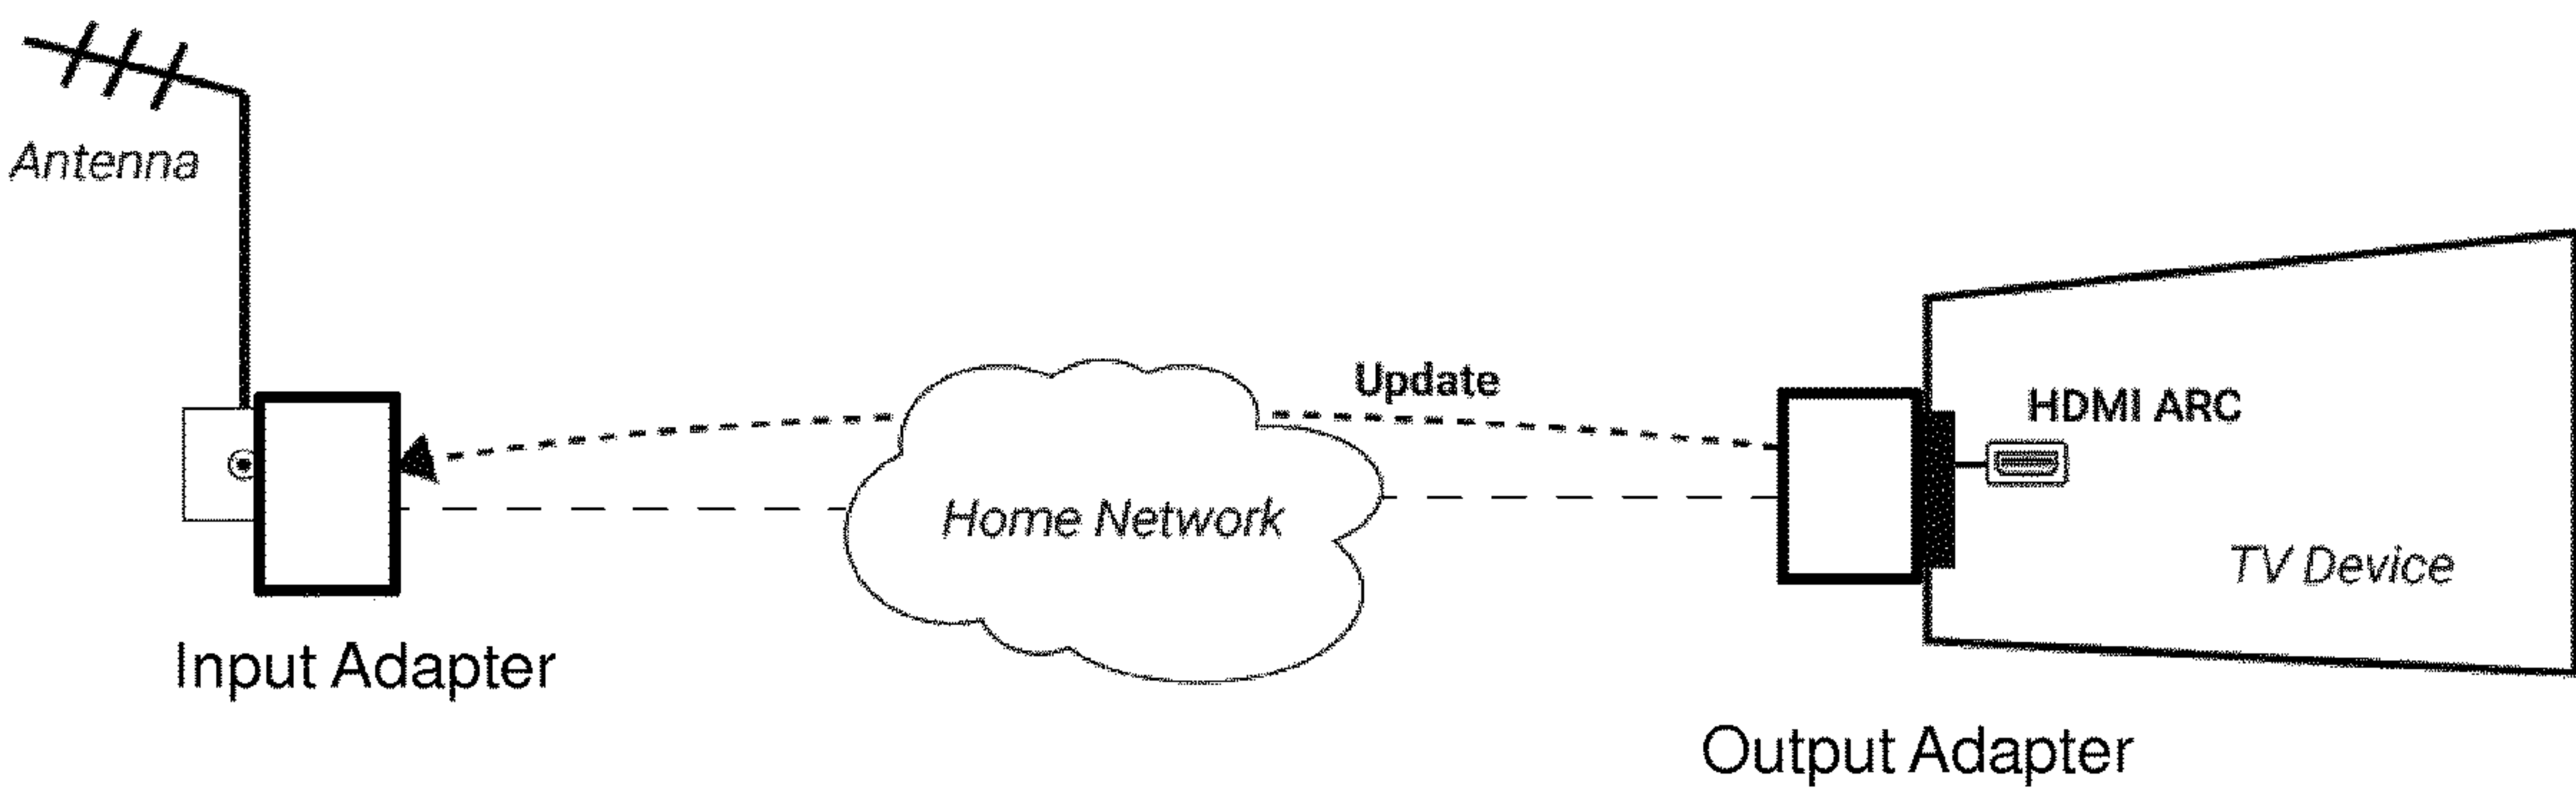 Antenna
Update
HDMI ARC
Home Network
TV Device
Input Adapter
Output Adapter